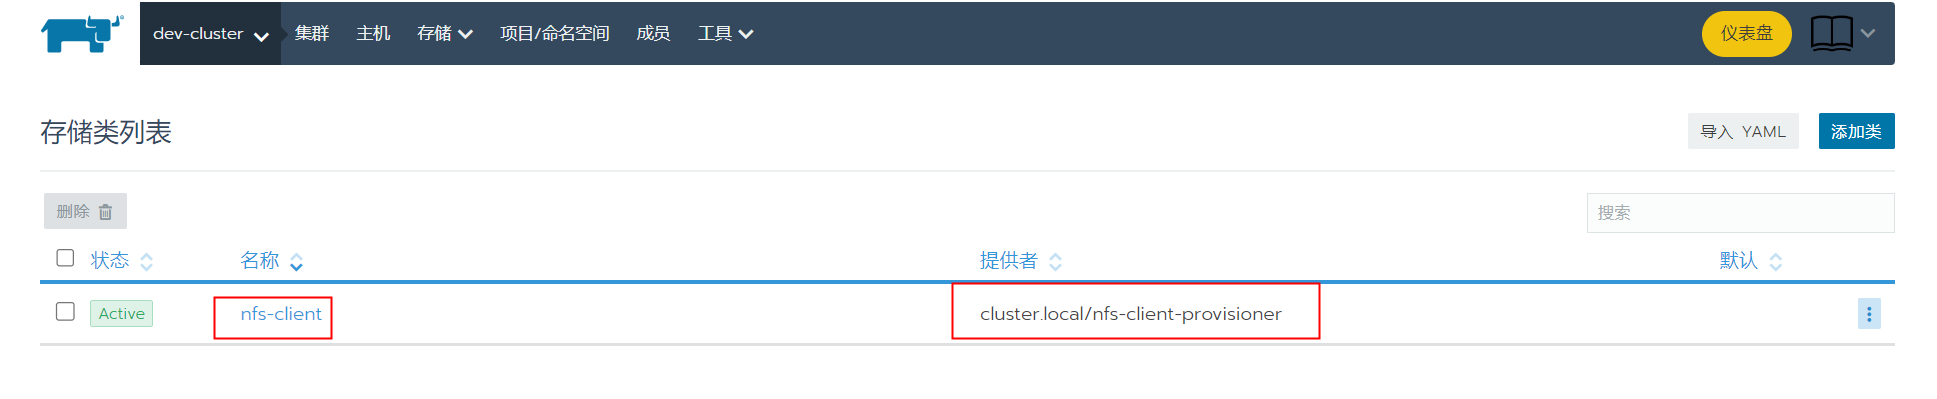 dev-cluster 集群 主机 存储 项目/命名空间 成员 工具 仪表盘
存储类列表 导入 YAML 添加类
删除 搜索
状态 名称 提供者 默认
Active nfs-client cluster.local/nfs-client-provisioner